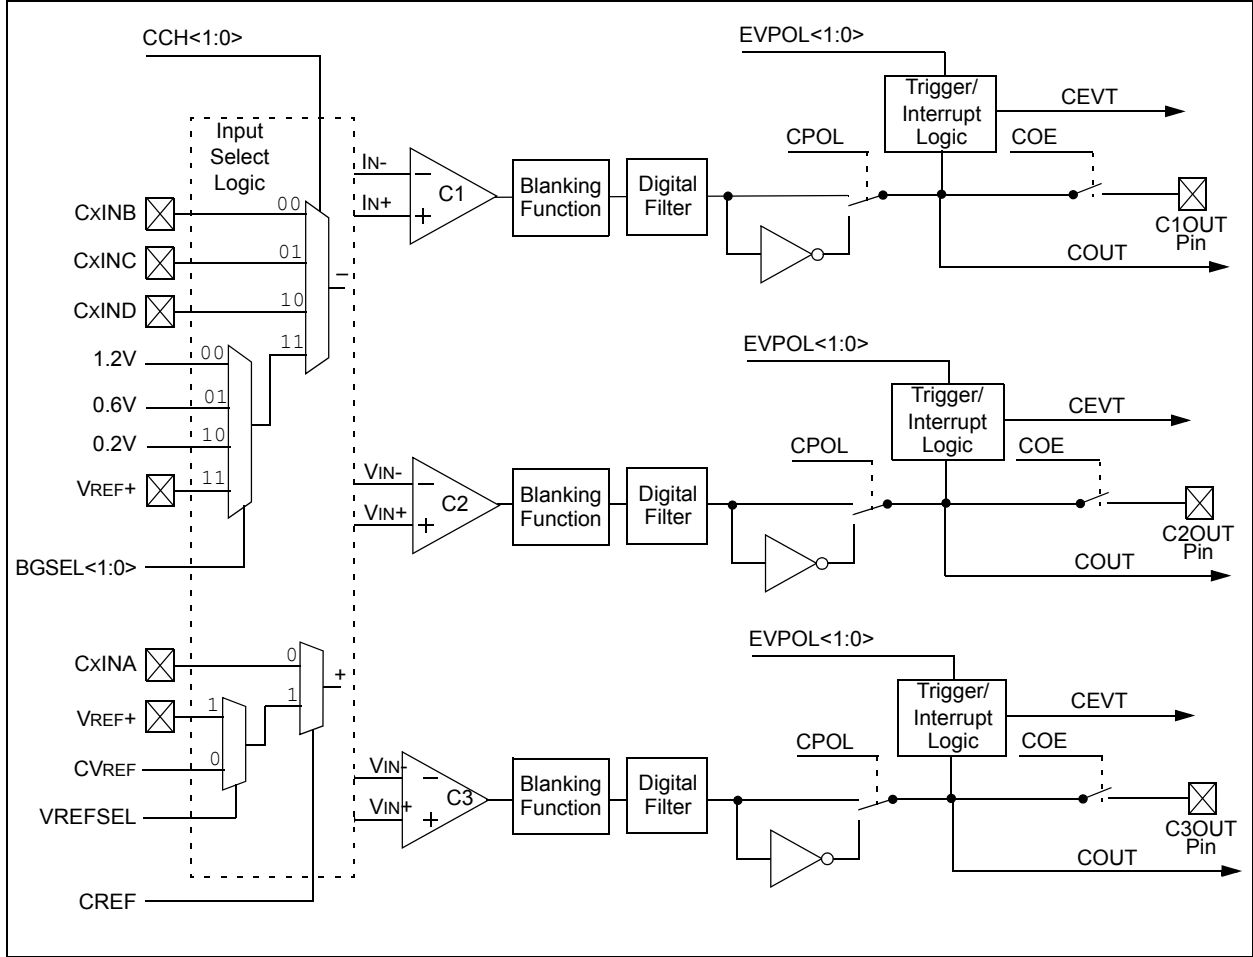 CCH<1:0>
Input
Select
Logic
CxINB
00
CxINC
01
CxIND
10
11
1.2V
00
0.6V
01
0.2V
10
VREF+
11
BGSEL<1:0>
–
CxINA
0
1
VREF+
1
CVREF
0
+
VREFSEL
CREF
IN-
IN+
–
+
C1
Blanking
Function
Digital
Filter
EVPOL<1:0>
Trigger/
Interrupt
Logic
CEVT
CPOL
COE
C1OUT
Pin
COUT
VIN-
VIN+
–
+
C2
Blanking
Function
Digital
Filter
EVPOL<1:0>
Trigger/
Interrupt
Logic
CEVT
CPOL
COE
C2OUT
Pin
COUT
VIN-
VIN+
–
+
C3
Blanking
Function
Digital
Filter
EVPOL<1:0>
Trigger/
Interrupt
Logic
CEVT
CPOL
COE
C3OUT
Pin
COUT